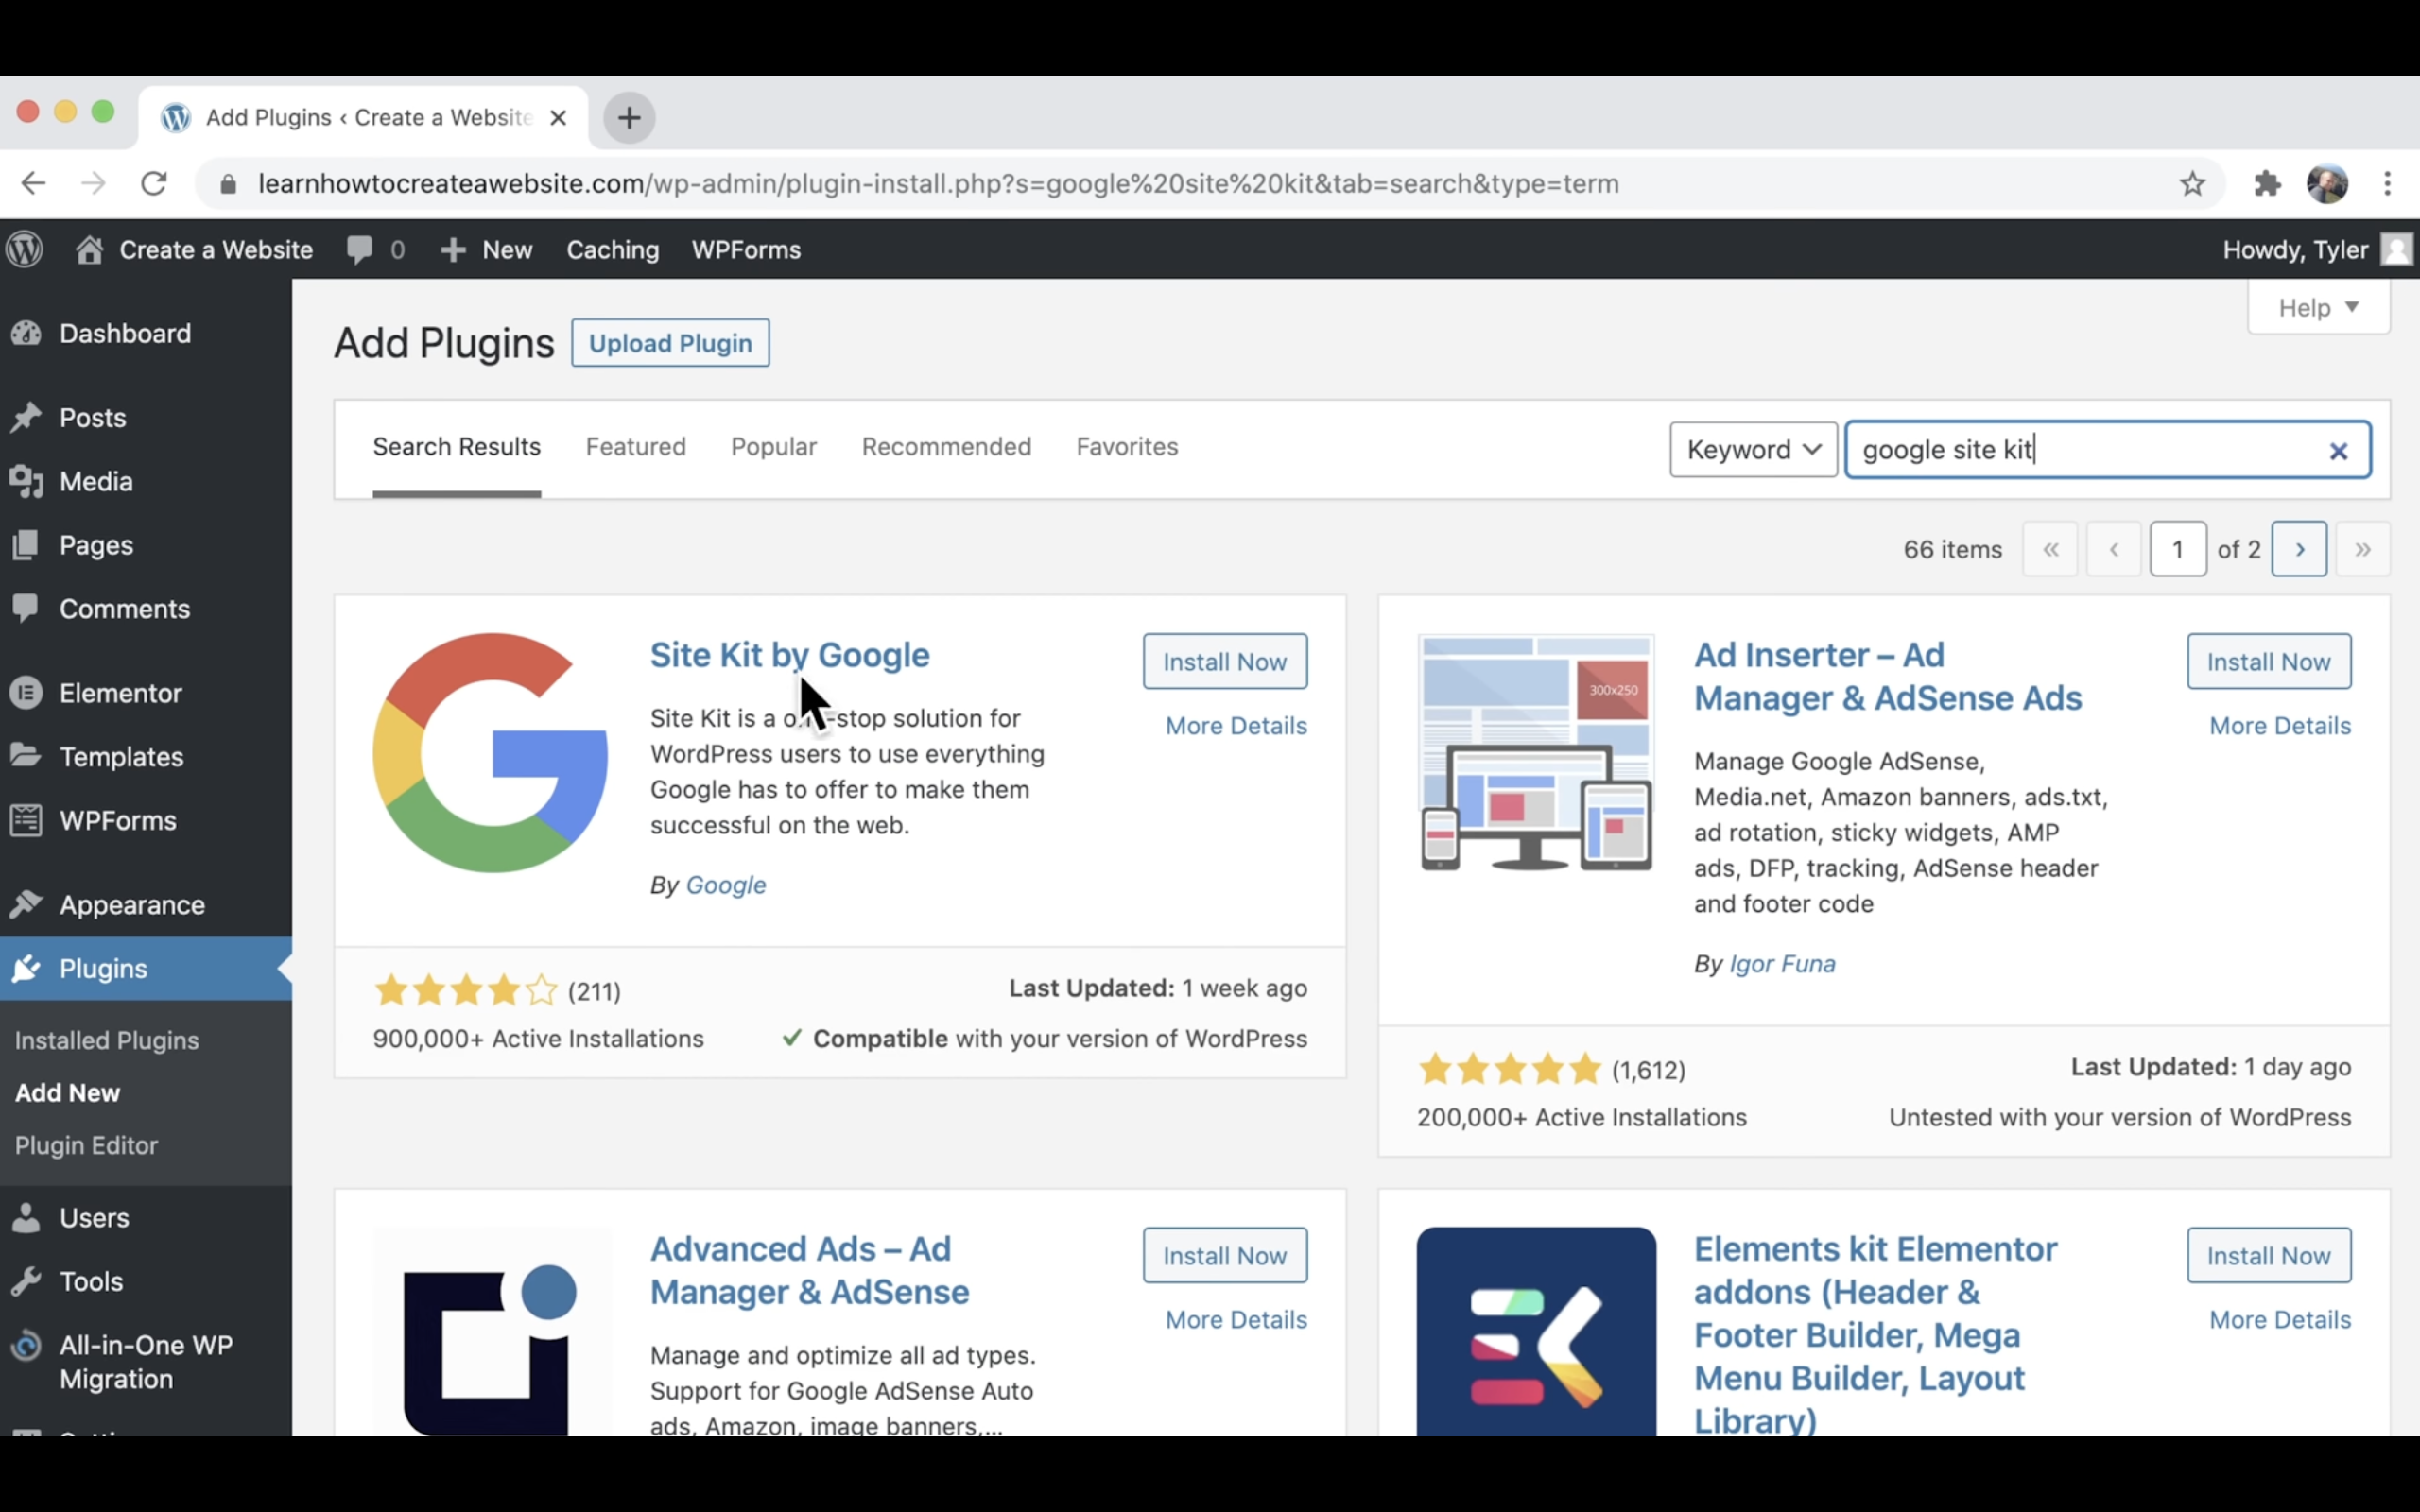 Add Plugins ‹ Create a Website
learnhowtocreateawebsite.com/wp-admin/plugin-install.php?s=google%20site%20kit&tab=search&type=term
Create a Website 0 New Caching WPForms Howdy, Tyler
Help
Add Plugins Upload Plugin
Search Results Featured Popular Recommended Favorites Keyword google site kit
66 items « ‹ 1 of 2 › »
Dashboard
Posts
Media
Pages
Comments
Elementor
Templates
WPForms
Appearance
Plugins
Installed Plugins
Add New
Plugin Editor
Users
Tools
All-in-One WP
Migration
Site Kit by Google
Install Now
More Details
Site Kit is a -stop solution for
WordPress users to use everything
Google has to offer to make them
successful on the web.
By Google
(211)
Last Updated: 1 week ago
900,000+ Active Installations
Compatible with your version of WordPress
300x250
Ad Inserter – Ad
Manager & AdSense Ads
Install Now
More Details
Manage Google AdSense,
Media.net, Amazon banners, ads.txt,
ad rotation, sticky widgets, AMP
ads, DFP, tracking, AdSense header
and footer code
By Igor Funa
(1,612)
Last Updated: 1 day ago
200,000+ Active Installations
Untested with your version of WordPress
Advanced Ads – Ad
Manager & AdSense
Install Now
More Details
Manage and optimize all ad types.
Support for Google AdSense Auto
ads, Amazon, image banners,...
Elements kit Elementor
addons (Header &
Footer Builder, Mega
Menu Builder, Layout
Library)
Install Now
More Details